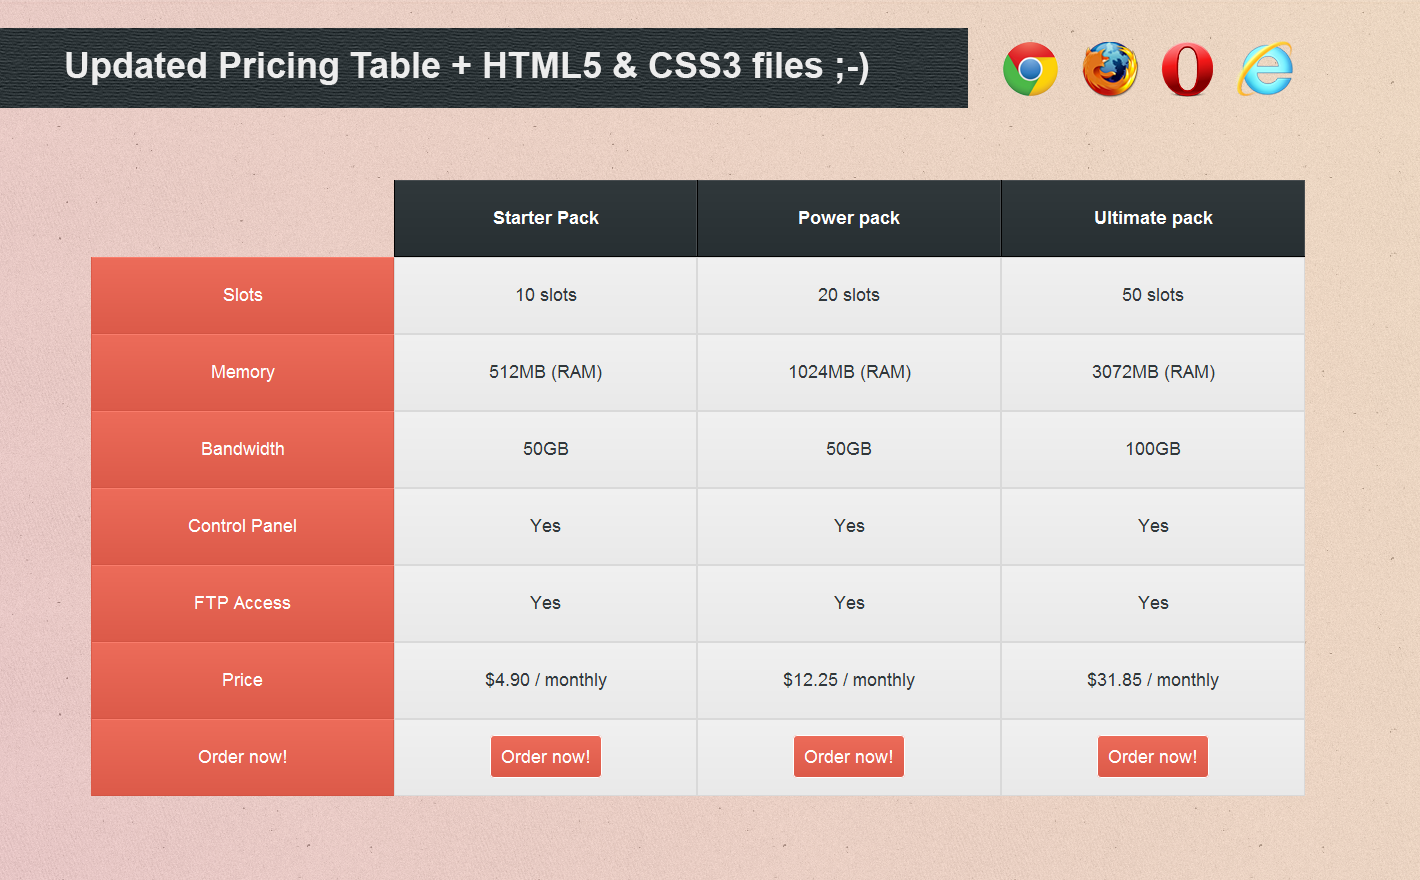 Updated Pricing Table + HTML5 & CSS3 files ;-)
Starter Pack Power pack Ultimate pack
Slots 10 slots 20 slots 50 slots
Memory 512MB (RAM) 1024MB (RAM) 3072MB (RAM)
Bandwidth 50GB 50GB 100GB
Control Panel Yes Yes Yes
FTP Access Yes Yes Yes
Price $4.90 / monthly $12.25 / monthly $31.85 / monthly
Order now! Order now! Order now! Order now!